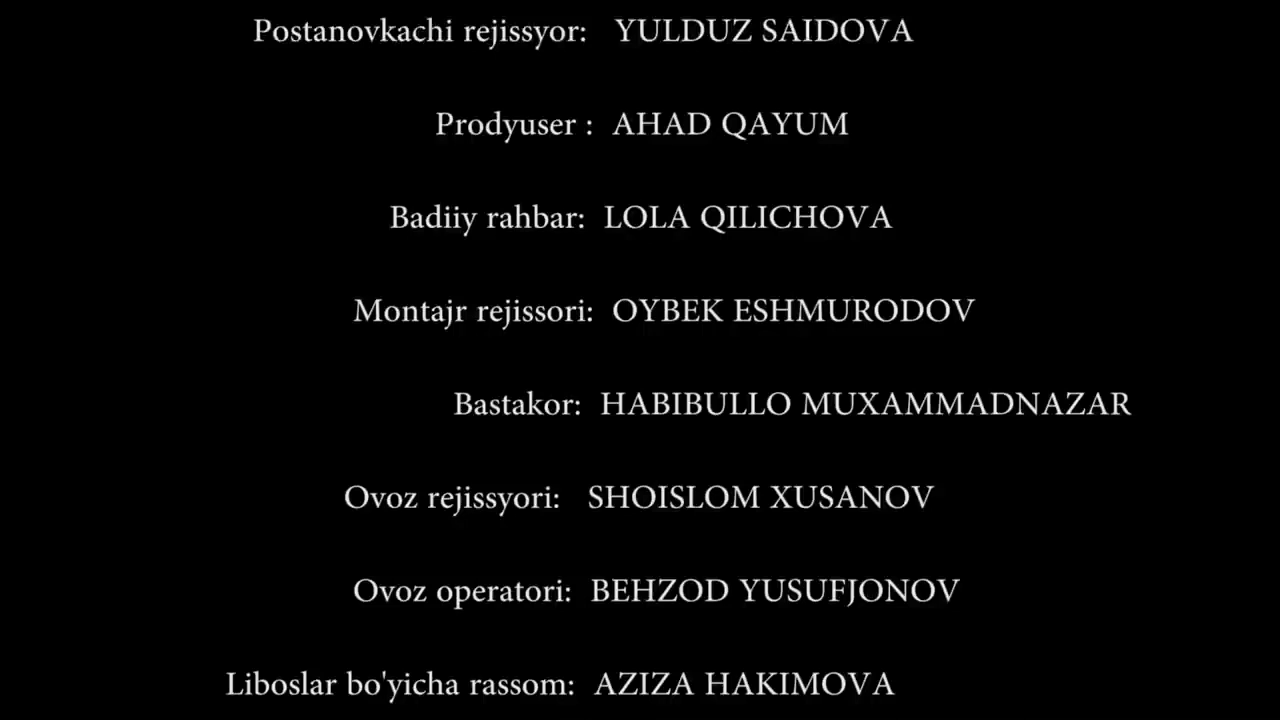 Postanovkachi rejissyor: YULDUZ SAIDOVA
Prodyuser : AHAD QAYUM
Badiiy rahbar: LOLA QILICHOVA
Montajr rejissori: OYBEK ESHMURODOV
Bastakor: HABIBULLO MUXAMMADNAZAR
Ovoz rejissyori: SHOISLOM XUSANOV
Ovoz operatori: BEHZOD YUSUFJONOV
Liboslar bo'yicha rassom: AZIZA HAKIMOVA